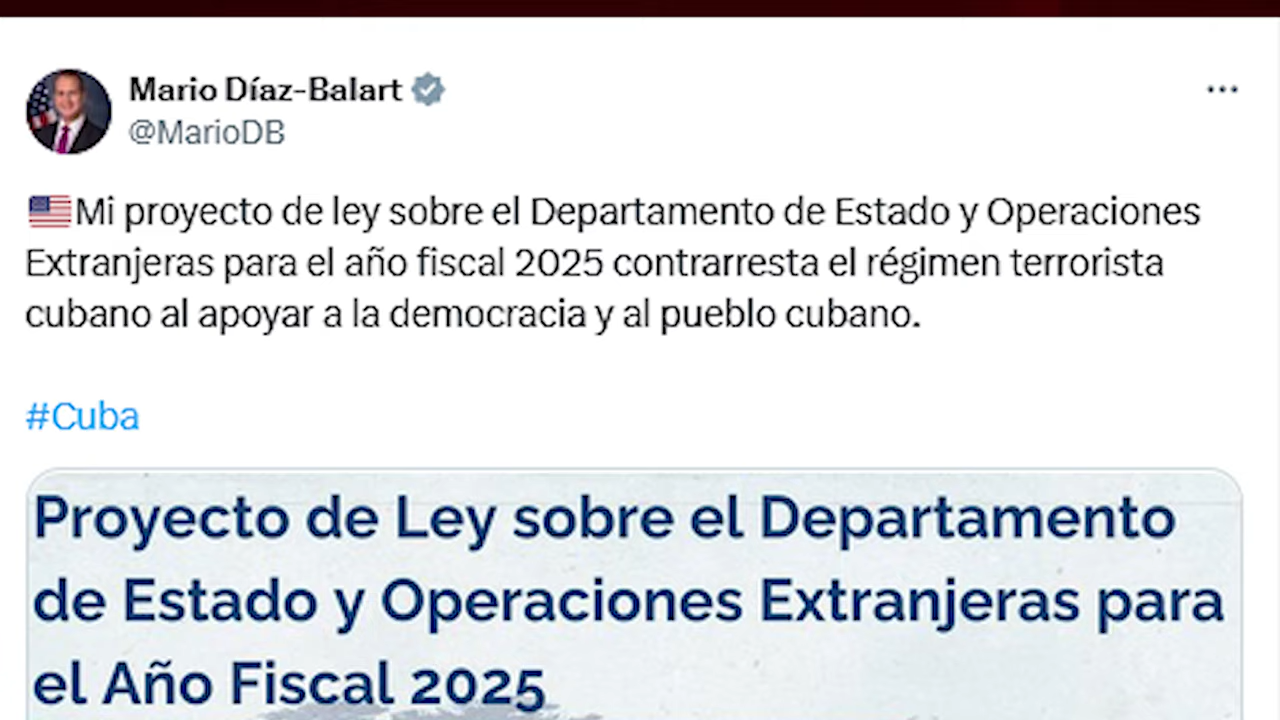 Mario Díaz-Balart
@MarioDB
🇺🇸Mi proyecto de ley sobre el Departamento de Estado y Operaciones
Extranjeras para el año fiscal 2025 contrarresta el régimen terrorista
cubano al apoyar a la democracia y al pueblo cubano.
#Cuba
Proyecto de Ley sobre el Departamento
de Estado y Operaciones Extranjeras para
el Año Fiscal 2025